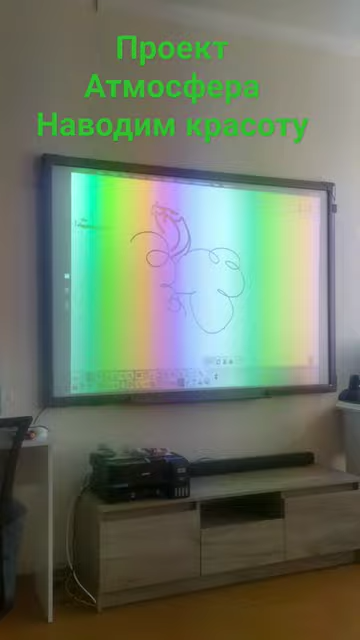 Проект
Атмосфера
Наводим красоту